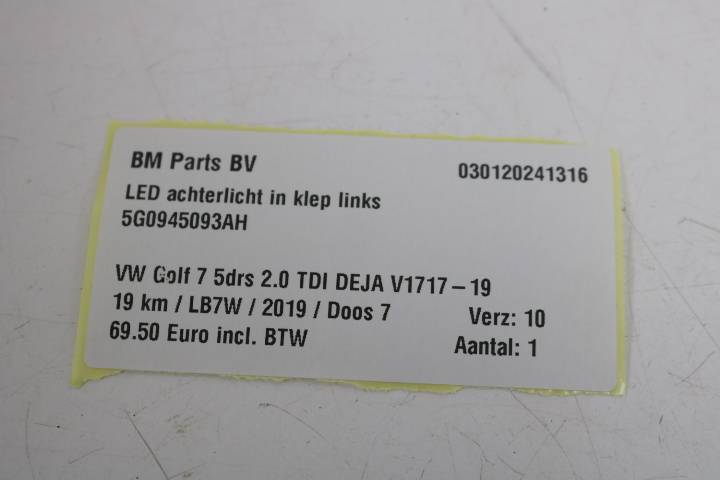 BM Parts BV 030120241316
LED achterlicht in klep links
5G0945093AH
VW Golf 7 5drs 2.0 TDI DEJA V1717-19
19 km / LB7W / 2019 / Doos 7 Verz: 10
69.50 Euro incl. BTW Aantal: 1